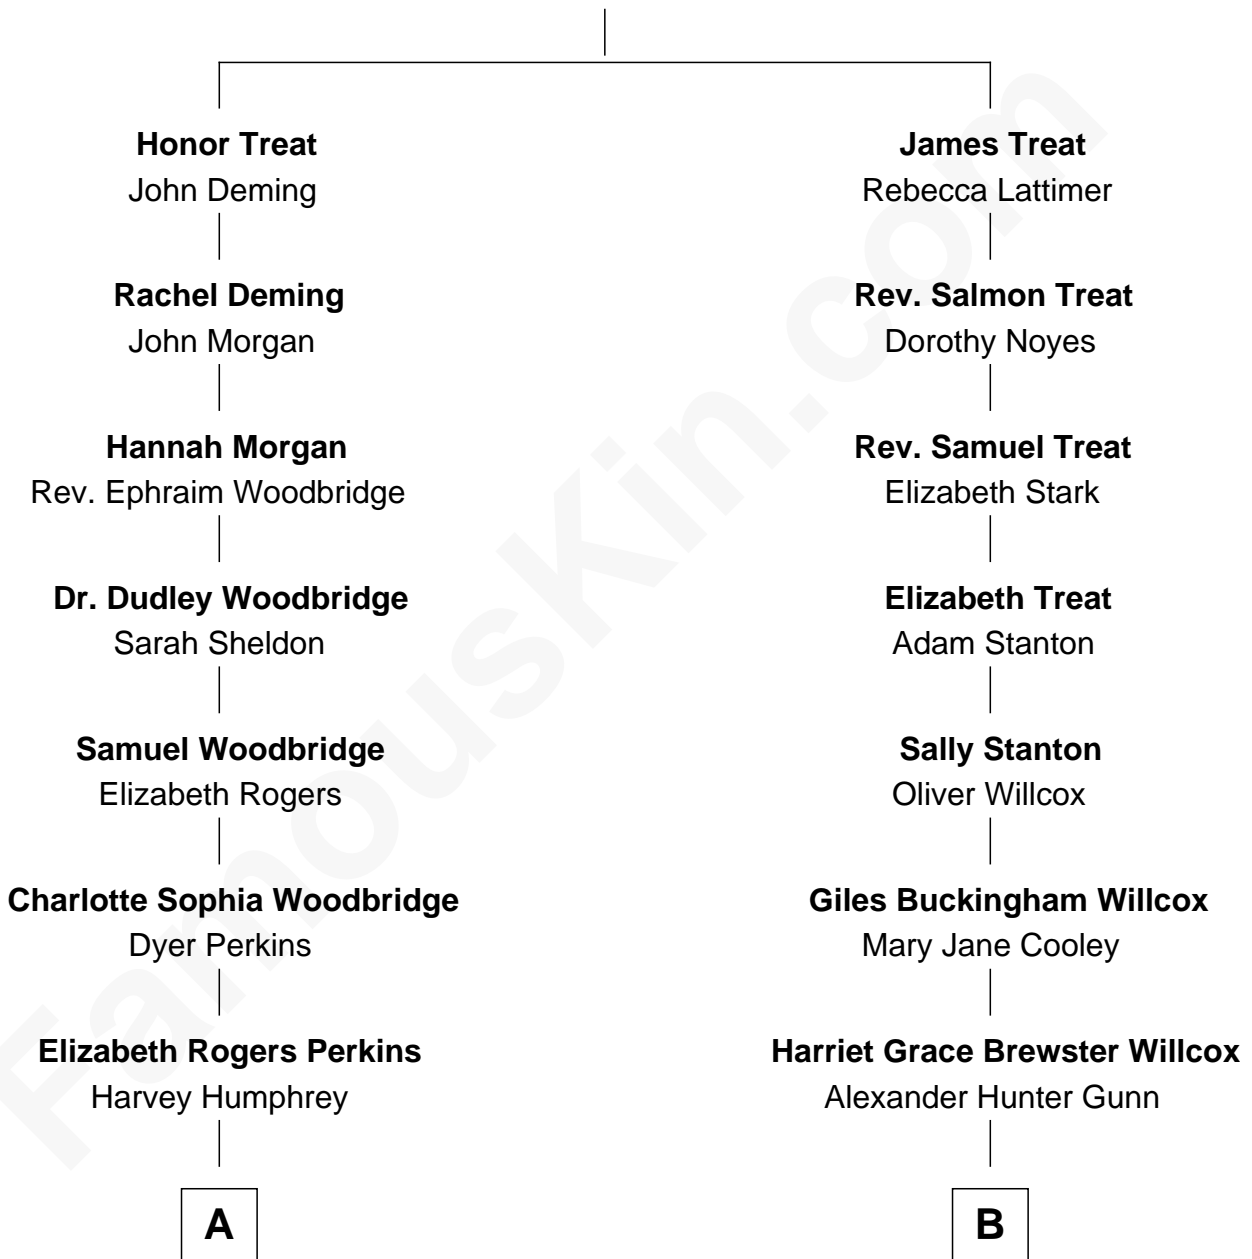 Honor Treat
John Deming
Rachel Deming
John Morgan
Hannah Morgan
Rev. Ephraim Woodbridge
Dr. Dudley Woodbridge
Sarah Sheldon
Samuel Woodbridge
Elizabeth Rogers
Charlotte Sophia Woodbridge
Dyer Perkins
Elizabeth Rogers Perkins
Harvey Humphrey
A
James Treat
Rebecca Lattimer
Rev. Salmon Treat
Dorothy Noyes
Rev. Samuel Treat
Elizabeth Stark
Elizabeth Treat
Adam Stanton
Sally Stanton
Oliver Willcox
Giles Buckingham Willcox
Mary Jane Cooley
Harriet Grace Brewster Willcox
Alexander Hunter Gunn
B
FamousKin.com